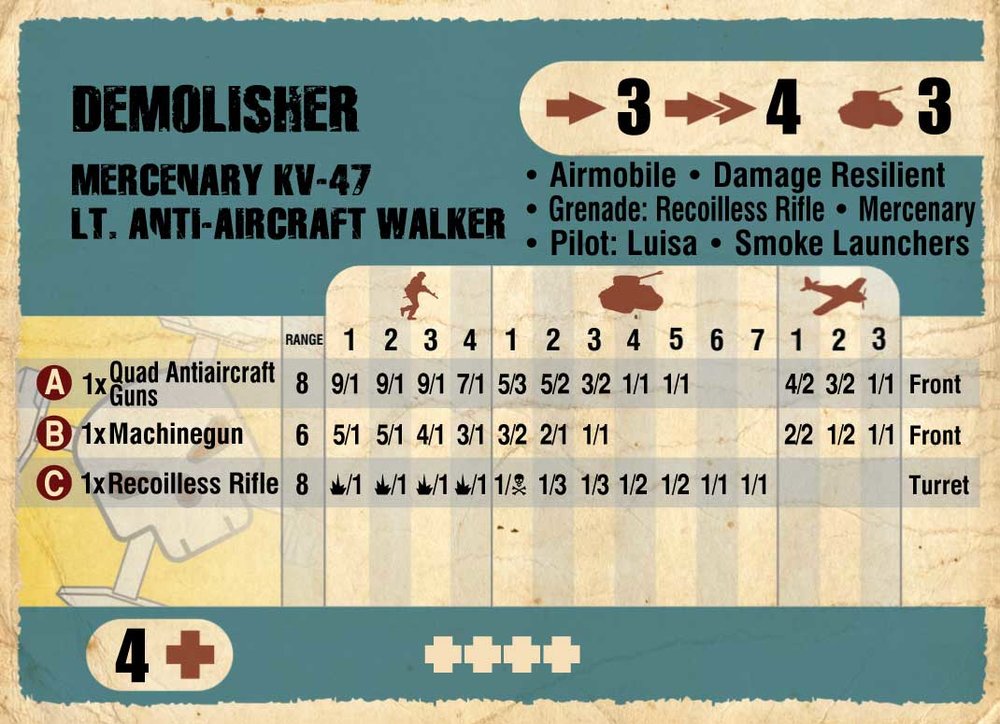 DEMOLISHER
3 4 3
MERCENARY KV-47
LT. ANTI-AIRCRAFT WALKER
• Airmobile • Damage Resilient
• Grenade: Recoilless Rifle • Mercenary
• Pilot: Luisa • Smoke Launchers
RANGE 1 2 3 4 1 2 3 4 5 6 7 1 2 3
A 1x Quad Antiaircraft Guns 8 9/1 9/1 9/1 7/1 5/3 5/2 3/2 1/1 1/1 4/2 3/2 1/1 Front
B 1x Machinegun 6 5/1 5/1 4/1 3/1 3/2 2/1 1/1 2/2 1/2 1/1 Front
C 1x Recoilless Rifle 8 /1 /1 /1 /1 1/ 1/3 1/3 1/2 1/2 1/1 1/1 Turret
4